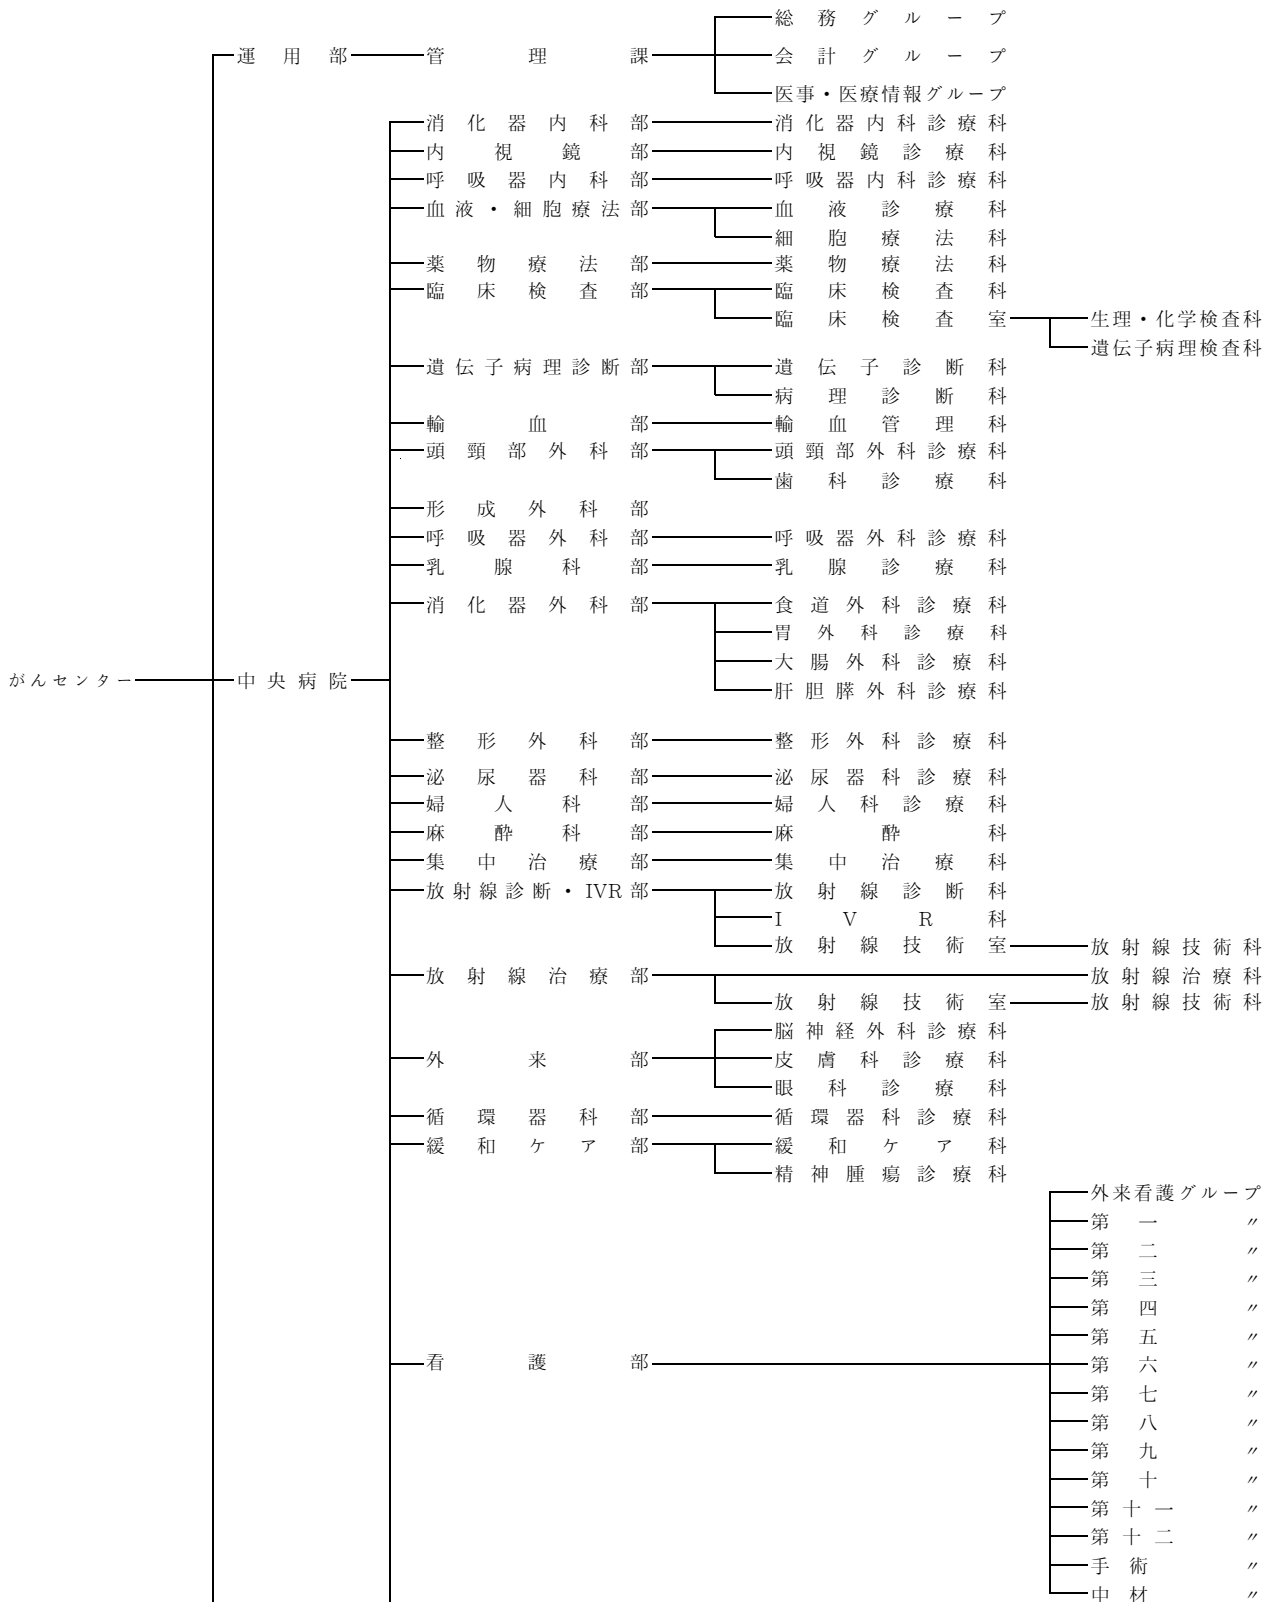 総務グループ
運用部 管理課 会計グループ
医事・医療情報グループ
消化器内科部 消化器内科診療科
内視鏡部 内視鏡診療科
呼吸器内科部 呼吸器内科診療科
血液・細胞療法部 血液診療科
細胞療法科
薬物療法部 薬物療法科
臨床検査部 臨床検査科
臨床検査室 生理・化学検査科
遺伝子病理検査科
遺伝子病理診断部 遺伝子診断科
病理診断科
輸血部 輸血管理科
頭頸部外科部 頭頸部外科診療科
歯科診療科
形成外科部
呼吸器外科部 呼吸器外科診療科
乳腺科部 乳腺診療科
消化器外科部 食道外科診療科
胃外科診療科
大腸外科診療科
がんセンター 中央病院 肝胆膵外科診療科
整形外科部 整形外科診療科
泌尿器科部 泌尿器科診療科
婦人科部 婦人科診療科
麻酔科部 麻酔科
集中治療部 集中治療科
放射線診断・IVR部 放射線診断科
IVR科
放射線技術室 放射線技術科
放射線治療部 放射線治療科
放射線技術室 放射線技術科
脳神経外科診療科
外来部 皮膚科診療科
眼科診療科
循環器科部 循環器科診療科
緩和ケア部 緩和ケア科
精神腫瘍診療科
外来看護グループ
第一 〃
第二 〃
第三 〃
第四 〃
第五 〃
看護部 第六 〃
第七 〃
第八 〃
第九 〃
第十 〃
第十一 〃
第十二 〃
手術 〃
中材 〃